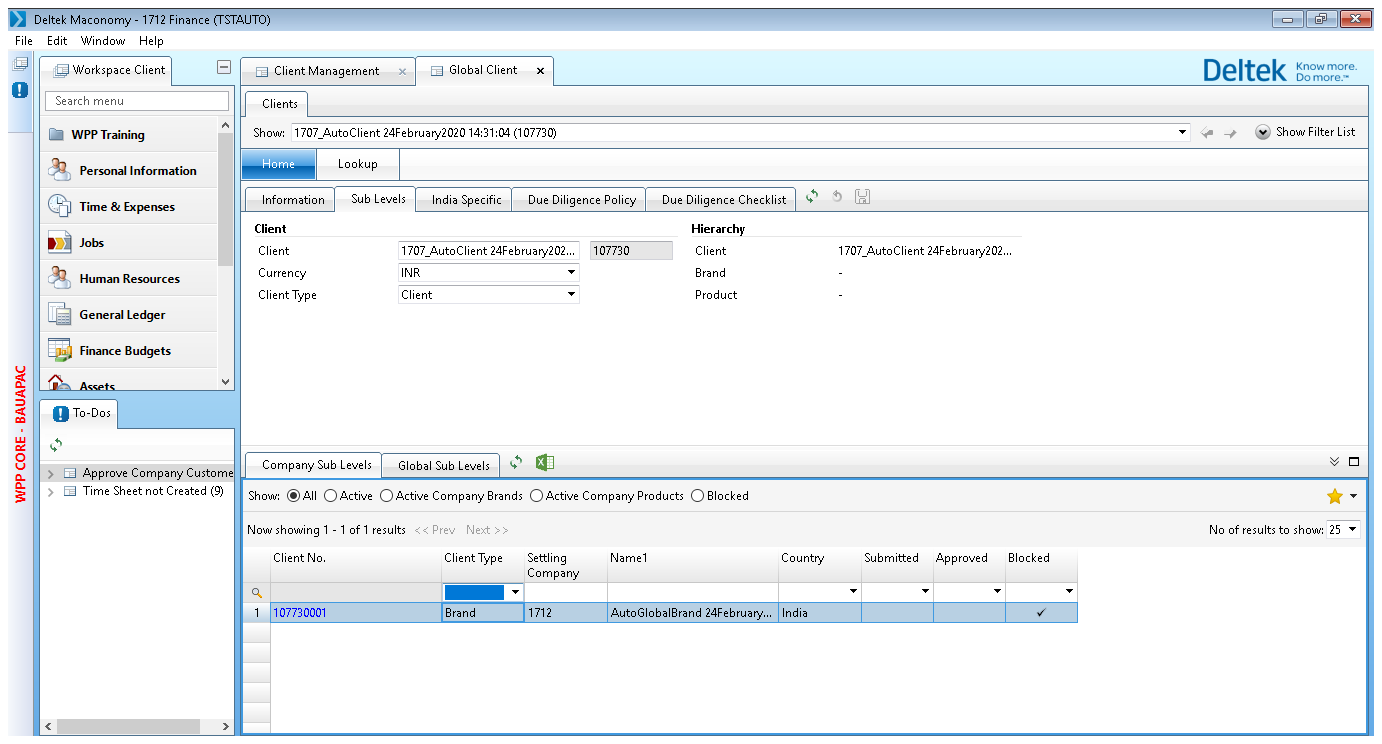 Deltek Maconomy - 1712 Finance (TSTAUTO)
File Edit Window Help
Workspace Client
Search menu
WPP Training
Personal Information
Time & Expenses
Jobs
Human Resources
General Ledger
Finance Budgets
Assets
WPP CORE - BAUAPAC
To-Dos
Approve Company Custome
Time Sheet not Created (9)
Client Management Global Client
Deltek Know more. Do more.™
Clients
Show: 1707_AutoClient 24February2020 14:31:04 (107730) Show Filter List
Home Lookup
Information Sub Levels India Specific Due Diligence Policy Due Diligence Checklist
Client Hierarchy
Client 1707_AutoClient 24February202... 107730 Client 1707_AutoClient 24February202...
Currency INR Brand -
Client Type Client Product -
Company Sub Levels Global Sub Levels
Show: All Active Active Company Brands Active Company Products Blocked
Now showing 1 - 1 of 1 results << Prev Next >> No of results to show: 25
Client No. Client Type Settling Company Name1 Country Submitted Approved Blocked
1 107730001 Brand 1712 AutoGlobalBrand 24February... India ✓